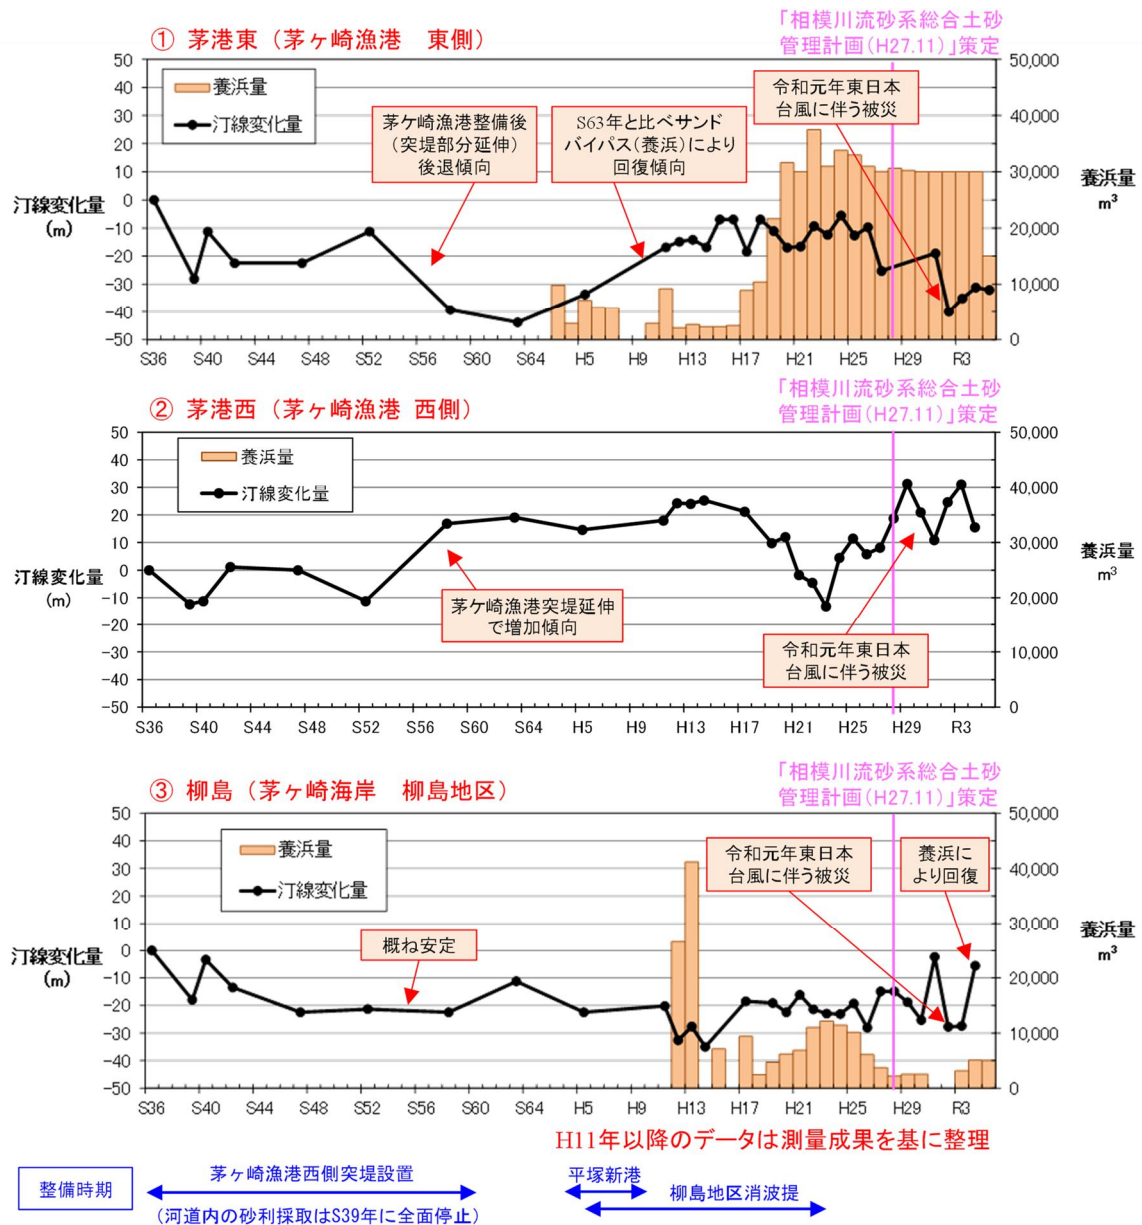 ① 茅港東（茅ヶ崎漁港　東側）
「相模川流砂系総合土砂
管理計画(H27.11)」策定
養浜量
汀線変化量
茅ケ崎漁港整備後
（突堤部分延伸）
後退傾向
S63年と比べサンド
バイパス(養浜)により
回復傾向
令和元年東日本
台風に伴う被災
汀線変化量
(m)
養浜量
m³
50
40
30
20
10
0
-10
-20
-30
-40
-50
50,000
40,000
30,000
20,000
10,000
0
S36 S40 S44 S48 S52 S56 S60 S64 H5 H9 H13 H17 H21 H25 H29 R3
② 茅港西（茅ヶ崎漁港 西側）
「相模川流砂系総合土砂
管理計画(H27.11)」策定
養浜量
汀線変化量
茅ケ崎漁港突堤延伸
で増加傾向
令和元年東日本
台風に伴う被災
汀線変化量
(m)
養浜量
m³
50
40
30
20
10
0
-10
-20
-30
-40
-50
50,000
40,000
30,000
20,000
10,000
0
S36 S40 S44 S48 S52 S56 S60 S64 H5 H9 H13 H17 H21 H25 H29 R3
③ 柳島（茅ヶ崎海岸　柳島地区）
「相模川流砂系総合土砂
管理計画(H27.11)」策定
養浜量
汀線変化量
概ね安定
令和元年東日本
台風に伴う被災
養浜に
より回復
汀線変化量
(m)
養浜量
m³
50
40
30
20
10
0
-10
-20
-30
-40
-50
50,000
40,000
30,000
20,000
10,000
0
S36 S40 S44 S48 S52 S56 S60 S64 H5 H9 H13 H17 H21 H25 H29 R3
H11年以降のデータは測量成果を基に整理
整備時期
茅ヶ崎漁港西側突堤設置
(河道内の砂利採取はS39年に全面停止)
平塚新港
柳島地区消波提